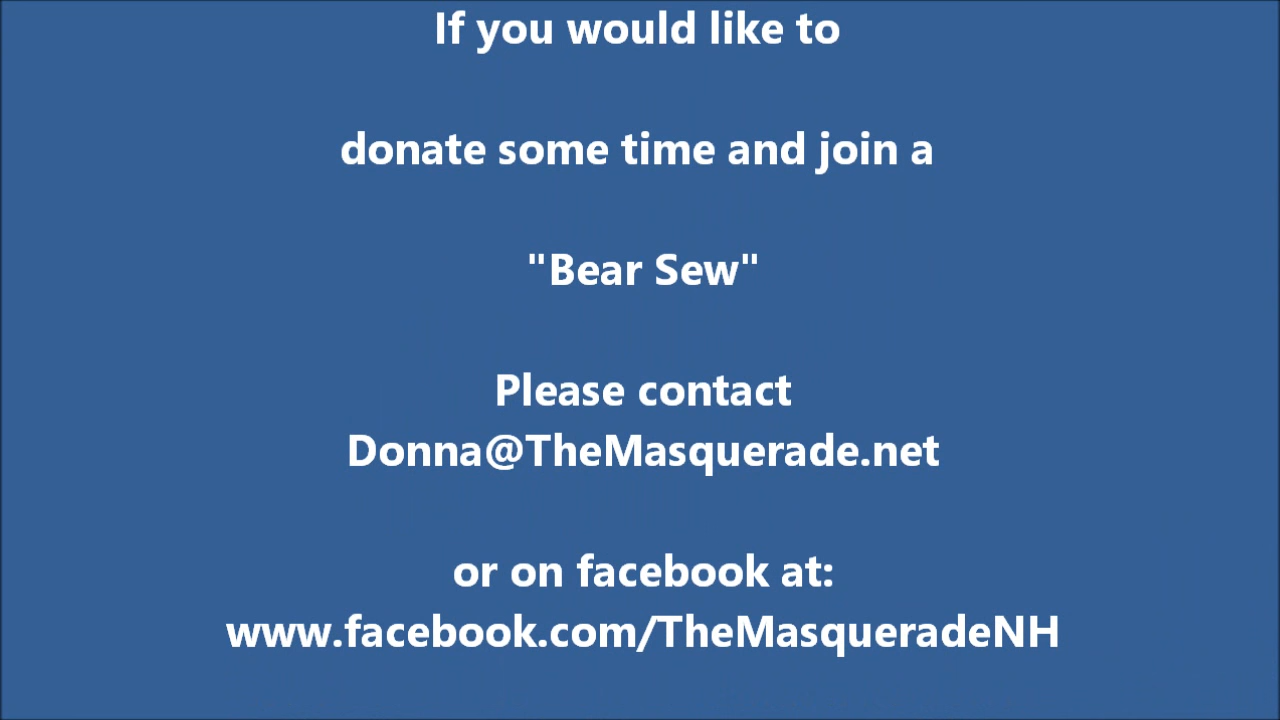 If you would like to
donate some time and join a
"Bear Sew"
Please contact
Donna@TheMasquerade.net
or on facebook at:
www.facebook.com/TheMasqueradeNH